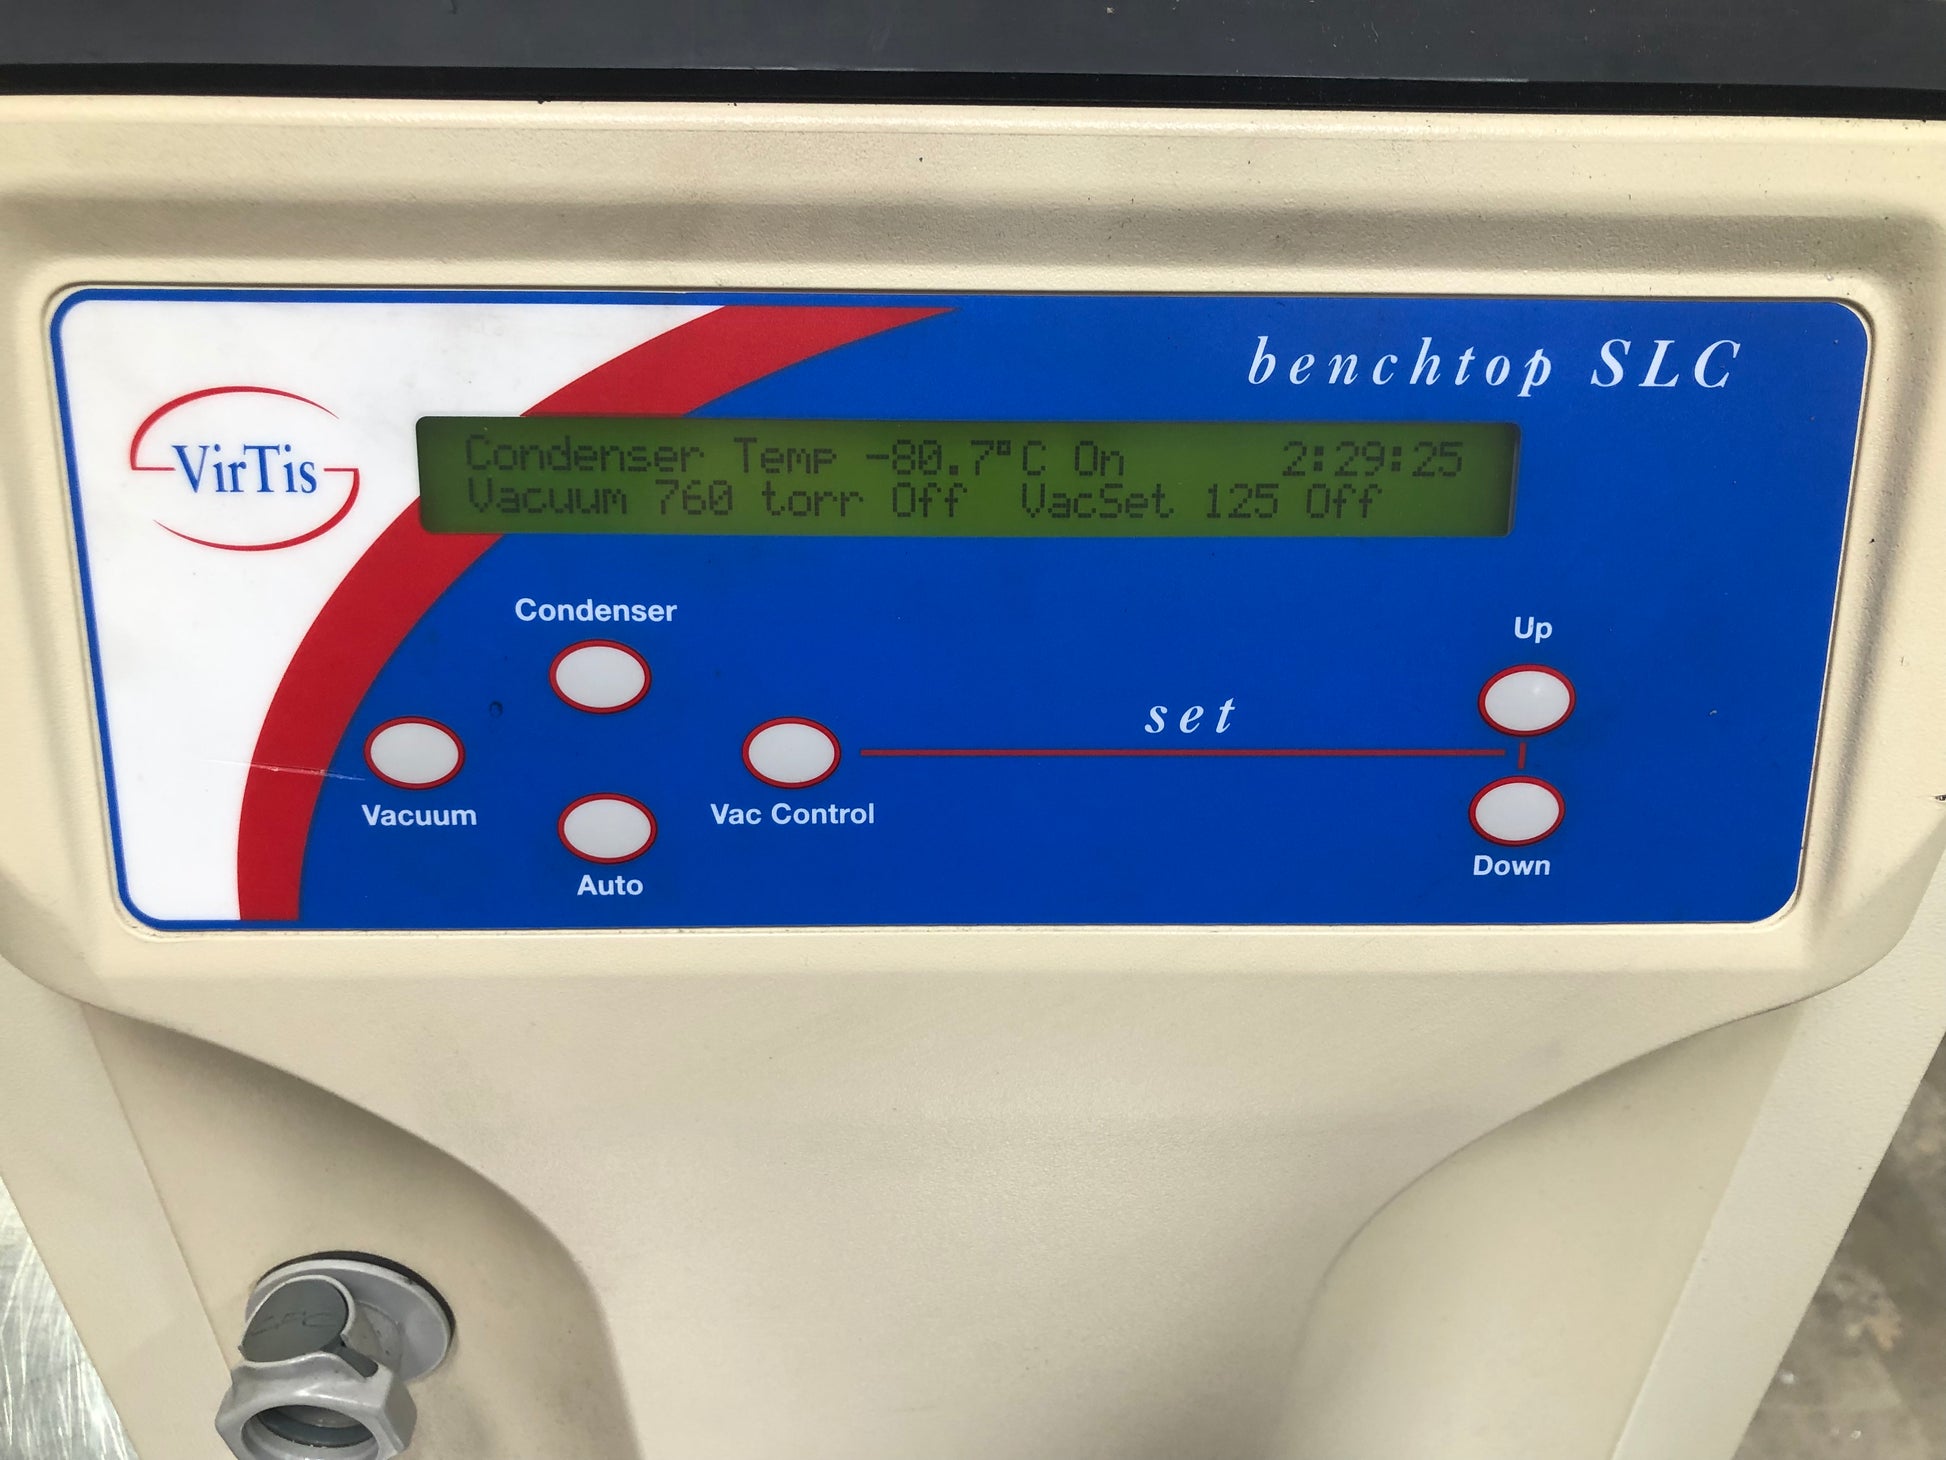 benchtop SLC
VirTis
Condenser Temp -80.7°C On 2:29:25
Vacuum 760 torr Off VacSet 125 Off
Condenser
Up
set
Vacuum
Vac Control
Auto
Down